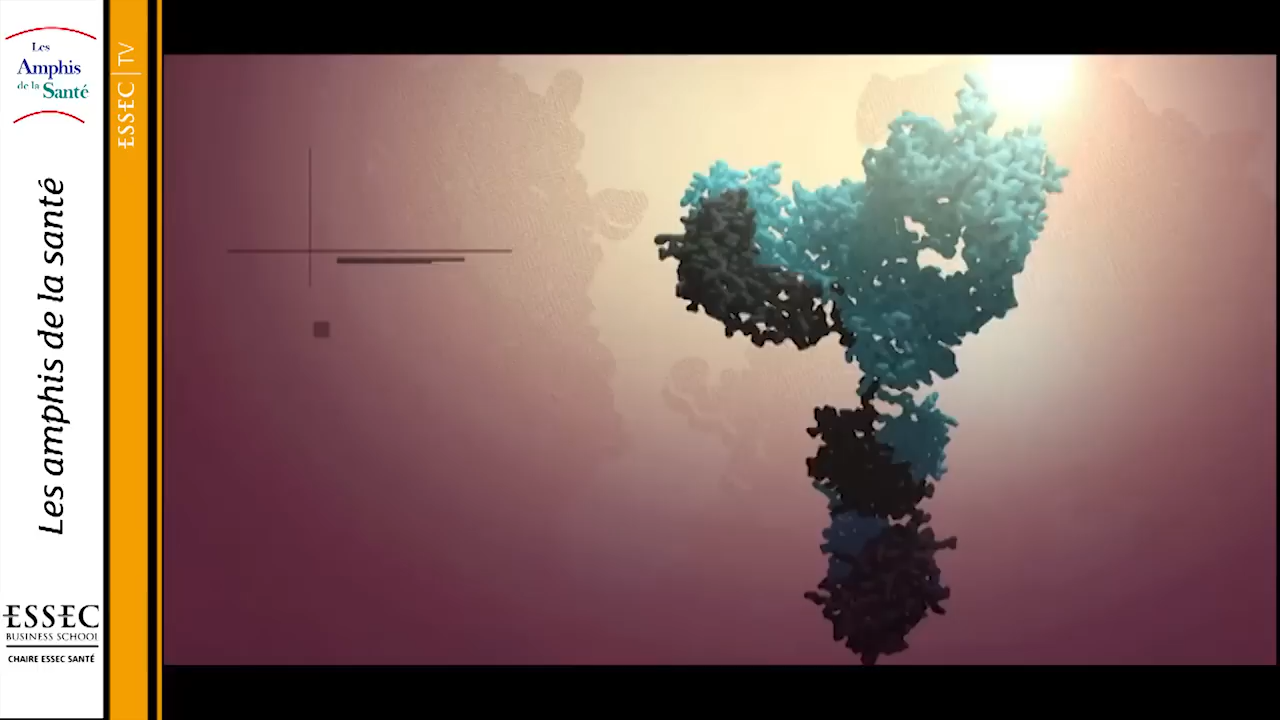 Les
Amphis
de la Santé
ESSEC | TV
Les amphis de la santé
ESSEC
BUSINESS SCHOOL
CHAIRE ESSEC SANTÉ